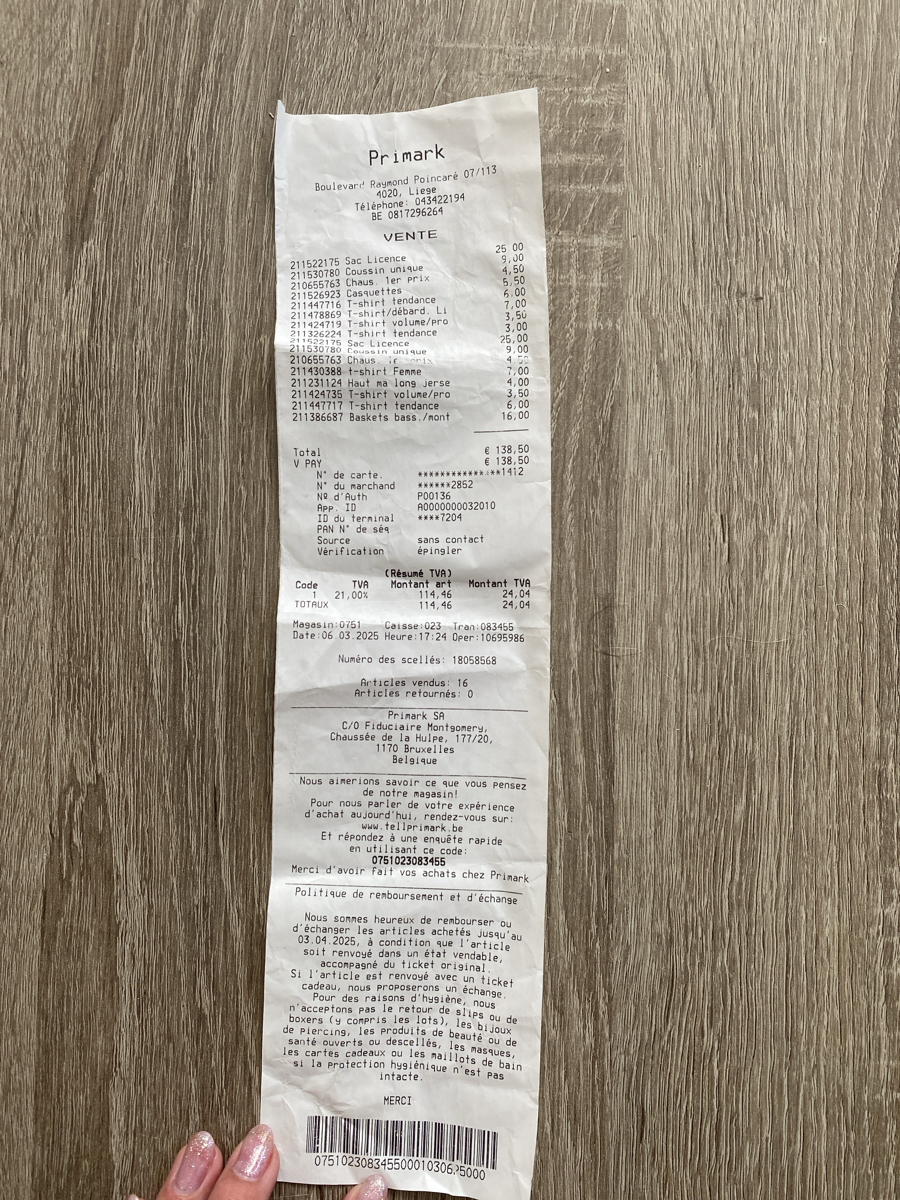 Primark
Boulevard Raymond Poincaré 07/113
4020, Liege
Téléphone: 043422194
BE 0817296264
VENTE
211522175 Sac Licence 25,00
211530780 Coussin unique 9,00
210655763 Chaus. 1er prix 4,50
211526923 Casquettes 5,50
211447716 T-shirt tendance 6,00
211478869 T-shirt/débard. Li 7,00
211424719 T-shirt volume/pro 3,50
211326224 T-shirt tendance 3,00
211522175 Sac Licence 25,00
211530780 Coussin unique 9,00
210655763 Chaus. 1er prix 4,50
211430388 t-shirt Femme 7,00
211231124 Haut ma long jerse 4,00
211424735 T-shirt volume/pro 3,50
211447717 T-shirt tendance 6,00
211386687 Baskets bass./mont 16,00
Total € 138,50
V PAY € 138,50
N° de carte. ***************1412
N° du marchand ******2852
Nº d'Auth P00136
App. ID A0000000032010
ID du terminal ****7204
PAN N° de séq
Source sans contact
Vérification épingler
(Résumé TVA)
Code TVA Montant art Montant TVA
1 21,00% 114,46 24,04
TOTAUX 114,46 24,04
Magasin:0751 Caisse:023 Tran:083455
Date:06.03.2025 Heure:17:24 Oper:10695986
Numéro des scellés: 18058568
Articles vendus: 16
Articles retournés: 0
Primark SA
C/O Fiduciaire Montgomery,
Chaussée de la Hulpe, 177/20,
1170 Bruxelles
Belgique
Nous aimerions savoir ce que vous pensez
de notre magasin!
Pour nous parler de votre expérience
d'achat aujourd'hui, rendez-vous sur:
www.tellprimark.be
Et répondez à une enquête rapide
en utilisant ce code:
0751023083455
Merci d'avoir fait vos achats chez Primark
Politique de remboursement et d'échange
Nous sommes heureux de rembourser ou
d'échanger les articles achetés jusqu'au
03.04.2025, à condition que l'article
soit renvoyé dans un état vendable,
accompagné du ticket original.
Si l'article est renvoyé avec un ticket
cadeau, nous proposerons un échange.
Pour des raisons d'hygiène, nous
n'acceptons pas le retour de slips ou de
boxers (y compris les lots), les bijoux
de piercing, les produits de beauté ou de
santé ouverts ou descellés, les masques,
les cartes cadeaux ou les maillots de bain
si la protection hygiénique n'est pas
intacte.
MERCI